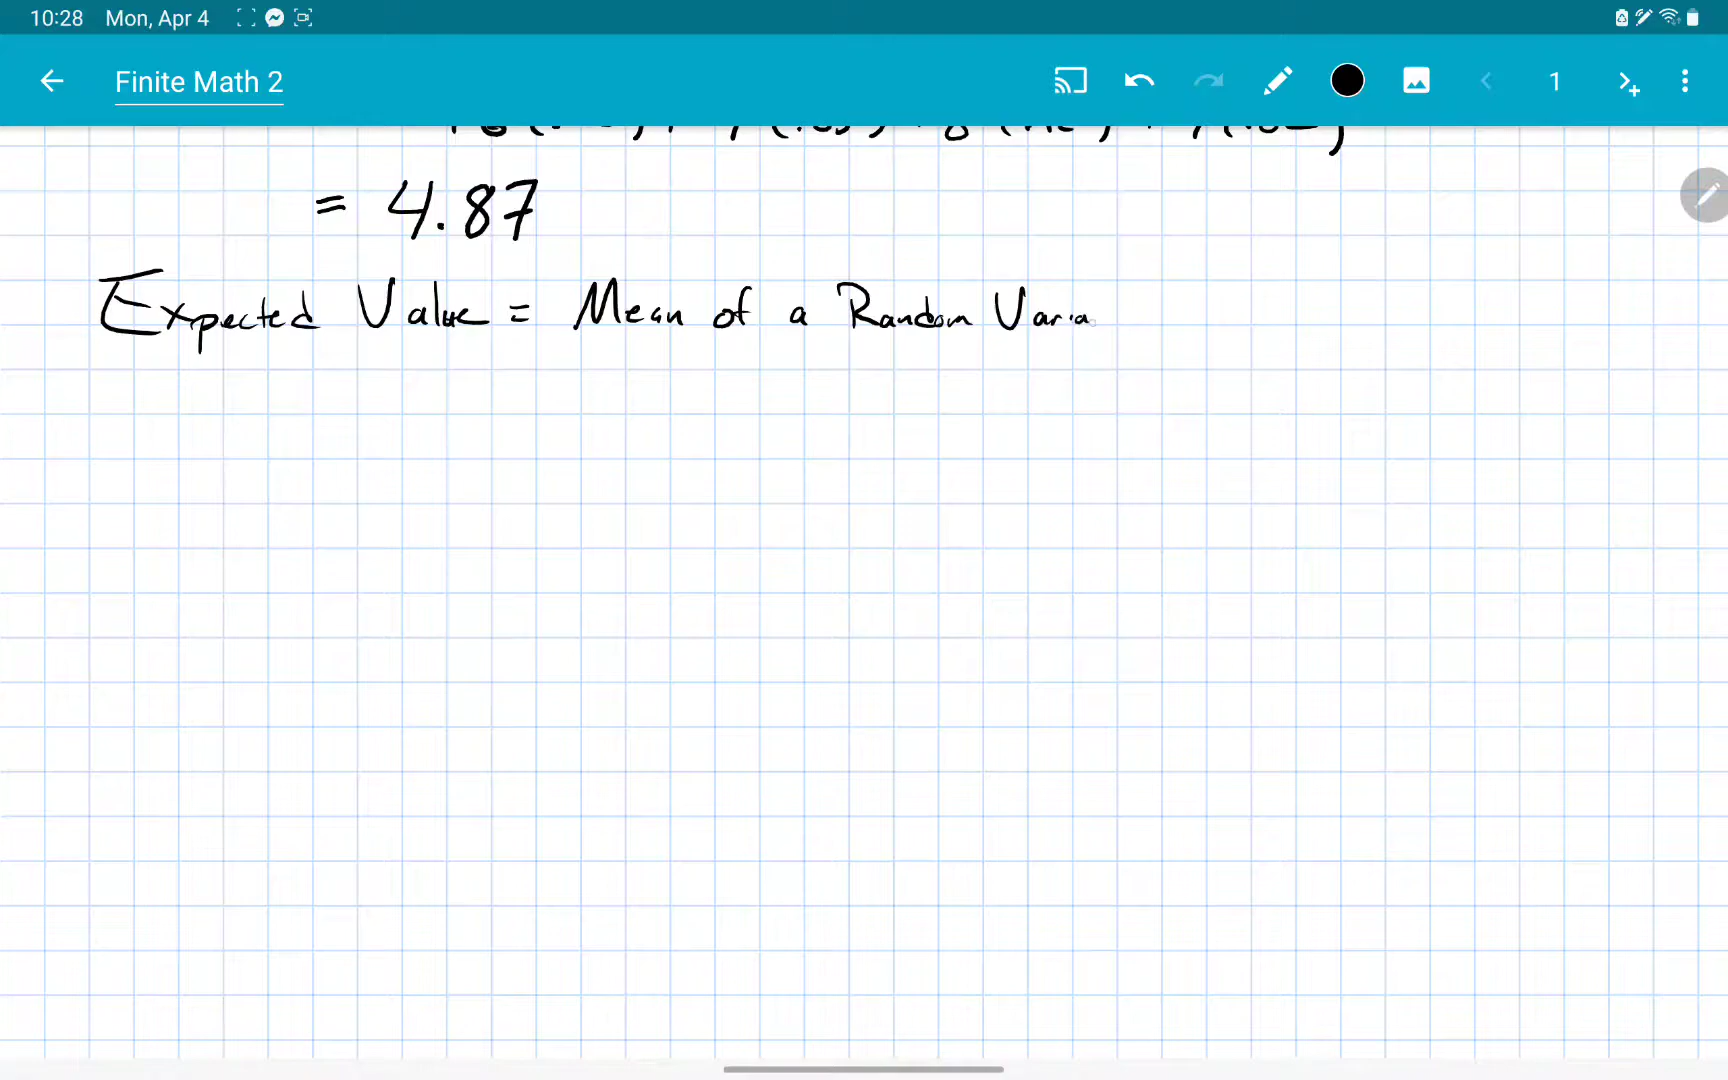 10:28 Mon, Apr 4
Finite Math 2
1
= 4.87
Expected Value = Mean of a Random Varia